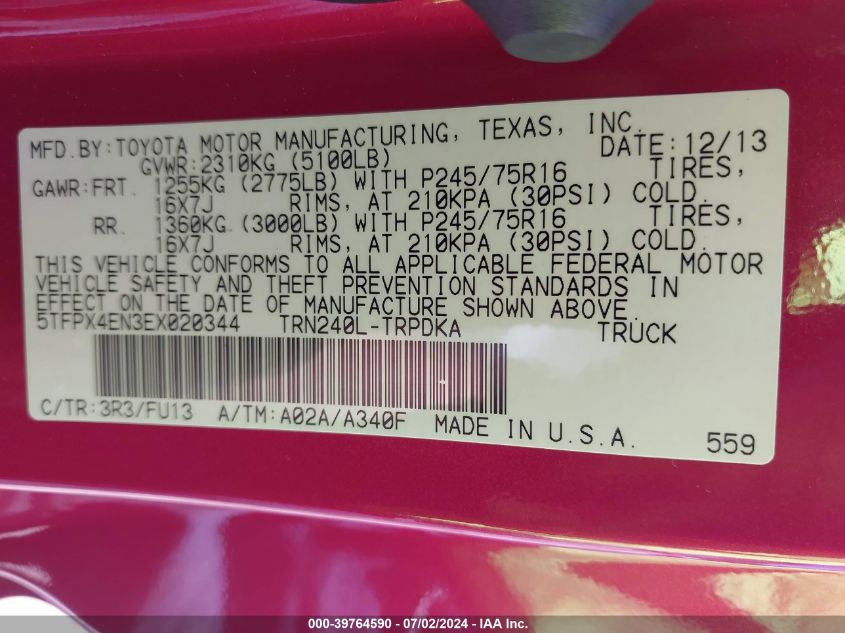 MFD.BY:TOYOTA MOTOR MANUFACTURING, TEXAS, INC. DATE:12/13
GVWR:2310KG (5100LB)
GAWR:FRT. 1255KG (2775LB) WITH P245/75R16 TIRES,
16X7J RIMS, AT 210KPA (30PSI) COLD.
RR. 1360KG (3000LB) WITH P245/75R16 TIRES,
16X7J RIMS, AT 210KPA (30PSI) COLD.
THIS VEHICLE CONFORMS TO ALL APPLICABLE FEDERAL MOTOR
VEHICLE SAFETY AND THEFT PREVENTION STANDARDS IN
EFFECT ON THE DATE OF MANUFACTURE SHOWN ABOVE.
5TFPX4EN3EX020344 TRN240L-TRPDKA TRUCK
C/TR:3R3/FU13 A/TM:A02A/A340F MADE IN U.S.A. 559
000-39764590 - 07/02/2024 - IAA Inc.